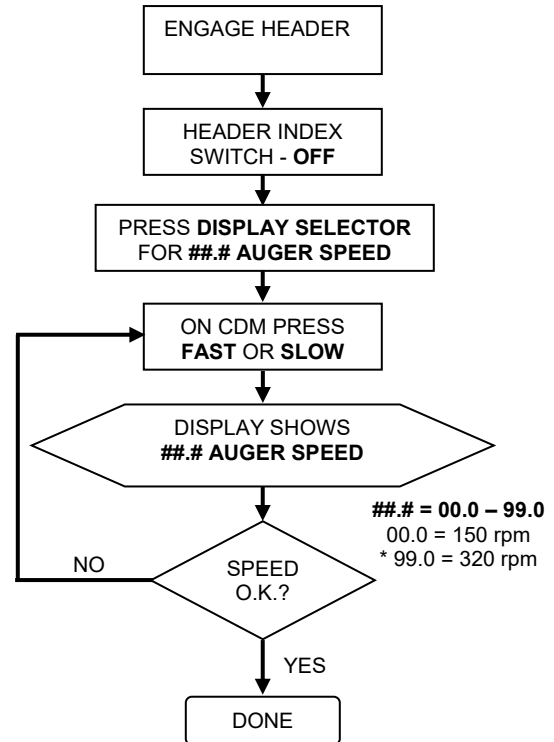 ENGAGE HEADER
HEADER INDEX
SWITCH - OFF
PRESS DISPLAY SELECTOR
FOR ##.# AUGER SPEED
ON CDM PRESS
FAST OR SLOW
DISPLAY SHOWS
##.# AUGER SPEED
##.# = 00.0 – 99.0
00.0 = 150 rpm
* 99.0 = 320 rpm
NO
SPEED
O.K.?
YES
DONE